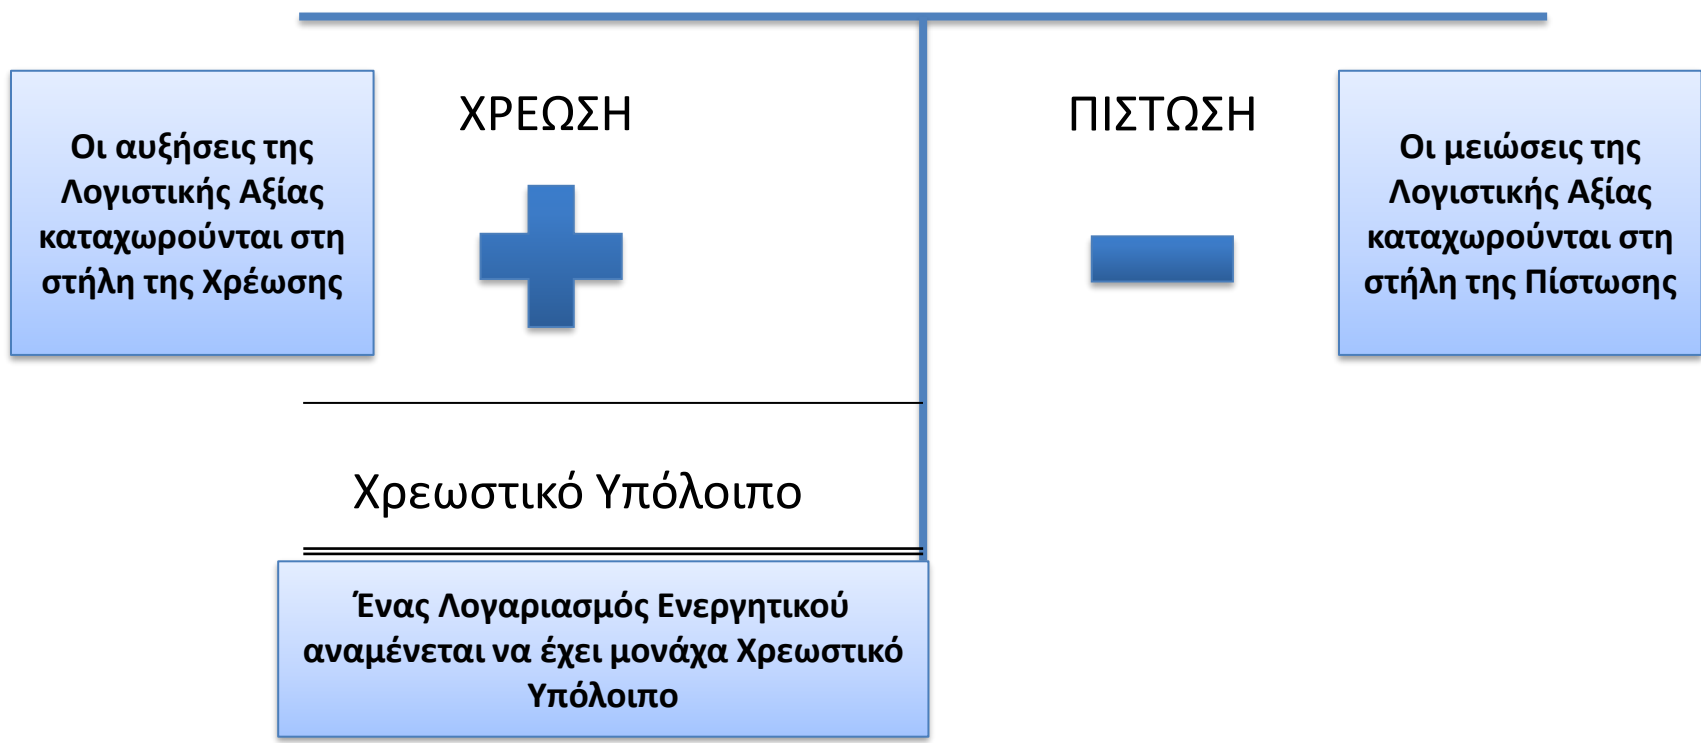 ΧΡΕΩΣΗ
ΠΙΣΤΩΣΗ
Οι αυξήσεις της
Λογιστικής Αξίας
καταχωρούνται στη
στήλη της Χρέωσης
Οι μειώσεις της
Λογιστικής Αξίας
καταχωρούνται στη
στήλη της Πίστωσης
Χρεωστικό Υπόλοιπο
Ένας Λογαριασμός Ενεργητικού
αναμένεται να έχει μονάχα Χρεωστικό
Υπόλοιπο